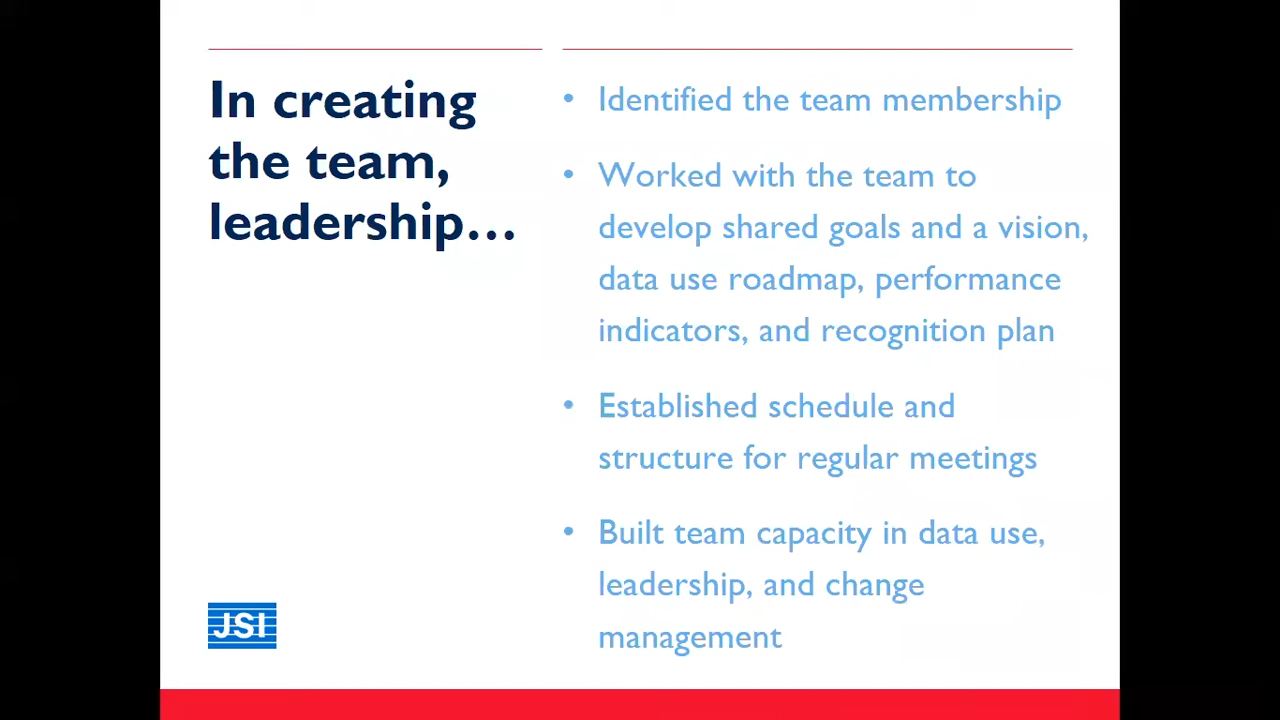 In creating
the team,
leadership…
• Identified the team membership
• Worked with the team to
develop shared goals and a vision,
data use roadmap, performance
indicators, and recognition plan
• Established schedule and
structure for regular meetings
• Built team capacity in data use,
leadership, and change
management
JSI